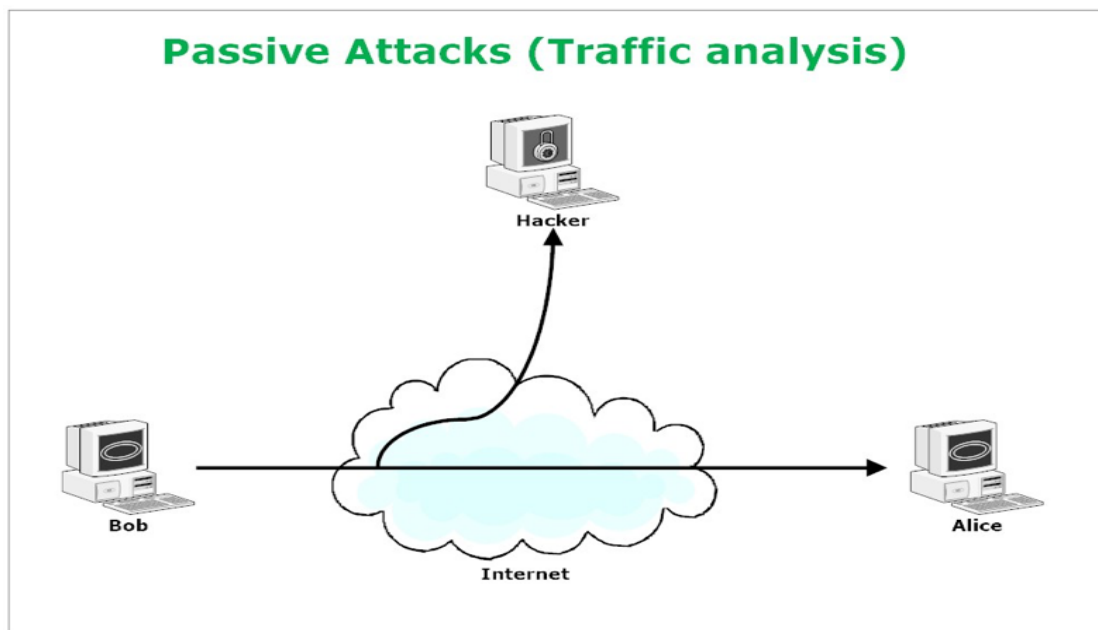 Passive Attacks (Traffic analysis)
Hacker
Bob
Alice
Internet